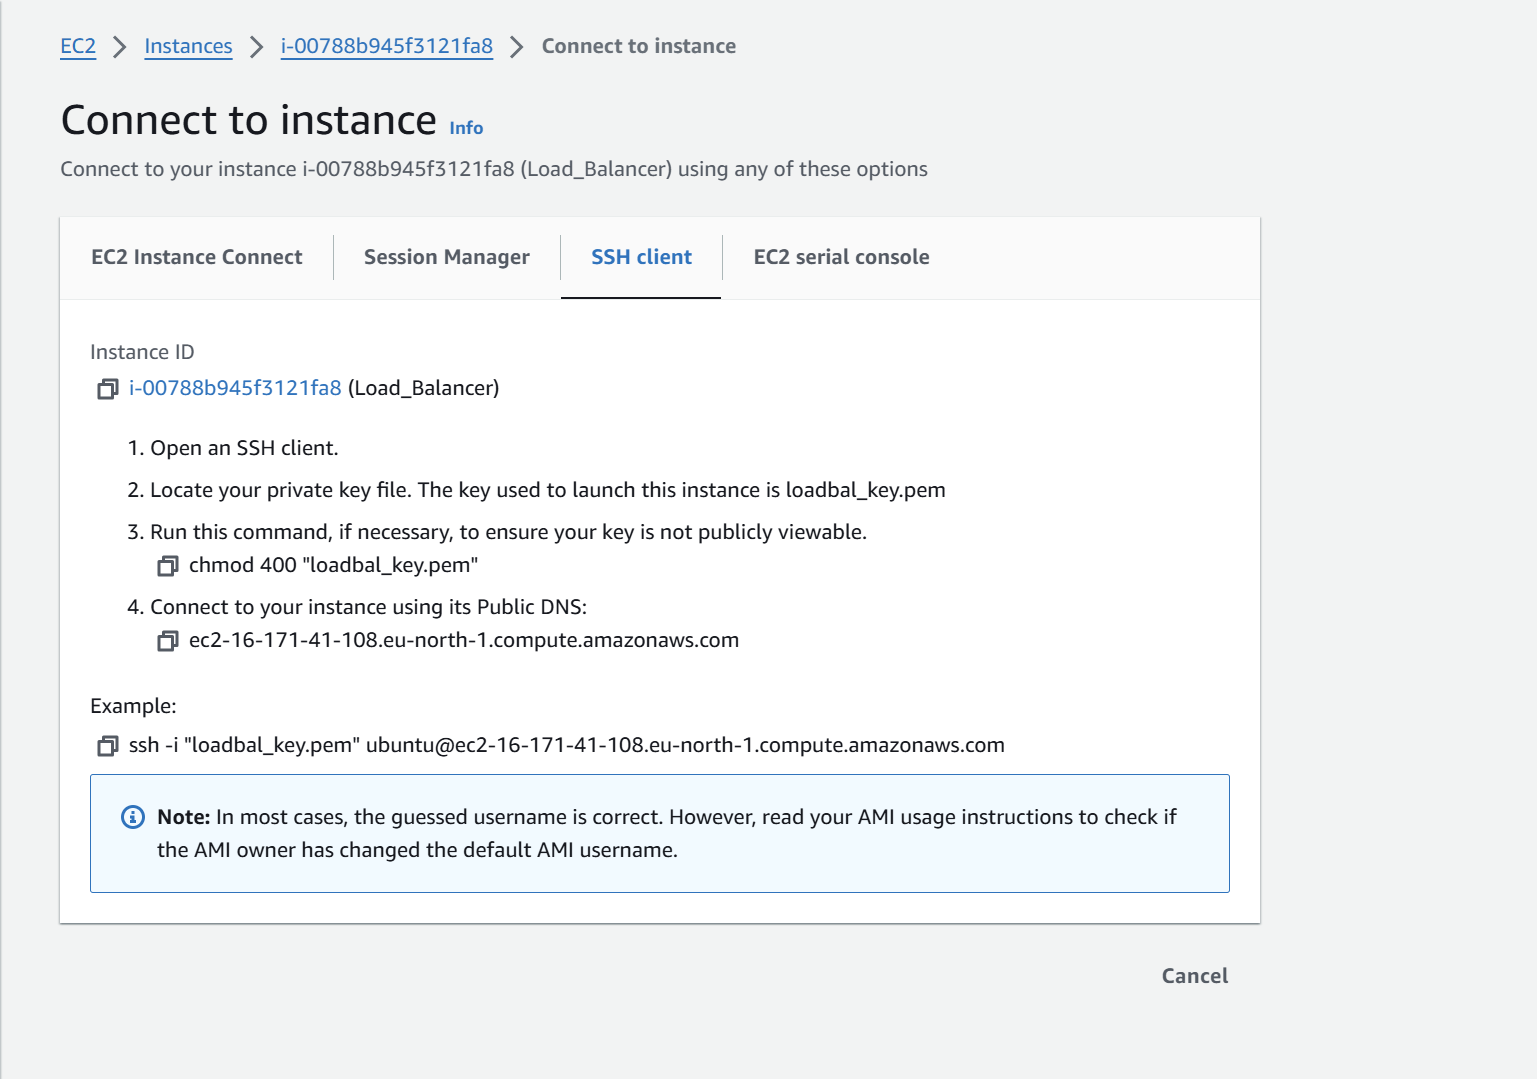 EC2 Instances i-00788b945f3121fa8 Connect to instance
Connect to instance Info
Connect to your instance i-00788b945f3121fa8 (Load_Balancer) using any of these options
EC2 Instance Connect Session Manager SSH client EC2 serial console
Instance ID
i-00788b945f3121fa8 (Load_Balancer)
1. Open an SSH client.
2. Locate your private key file. The key used to launch this instance is loadbal_key.pem
3. Run this command, if necessary, to ensure your key is not publicly viewable.
chmod 400 "loadbal_key.pem"
4. Connect to your instance using its Public DNS:
ec2-16-171-41-108.eu-north-1.compute.amazonaws.com
Example:
ssh -i "loadbal_key.pem" ubuntu@ec2-16-171-41-108.eu-north-1.compute.amazonaws.com
Note: In most cases, the guessed username is correct. However, read your AMI usage instructions to check if
the AMI owner has changed the default AMI username.
Cancel